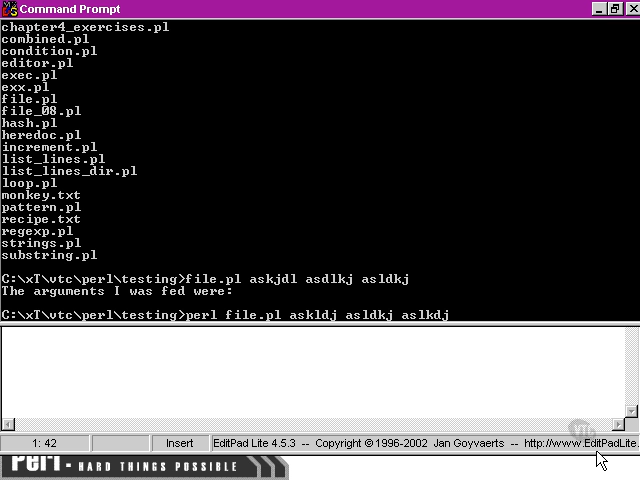 Command Prompt
chapter4_exercises.pl
combined.pl
condition.pl
editor.pl
exec.pl
exx.pl
file.pl
file_08.pl
hash.pl
heredoc.pl
increment.pl
list_lines.pl
list_lines_dir.pl
loop.pl
monkey.txt
pattern.pl
recipe.txt
regexp.pl
strings.pl
substring.pl
C:\xT\vtc\perl\testing>file.pl askjdl asdlkj asldkj
The arguments I was fed were:
C:\xT\vtc\perl\testing>perl file.pl askldj asldkj aslkdj
1: 42 Insert EditPad Lite 4.5.3 -- Copyright © 1996-2002 Jan Goyvaerts -- http://www.EditPadLite.
Perl - HARD THINGS POSSIBLE